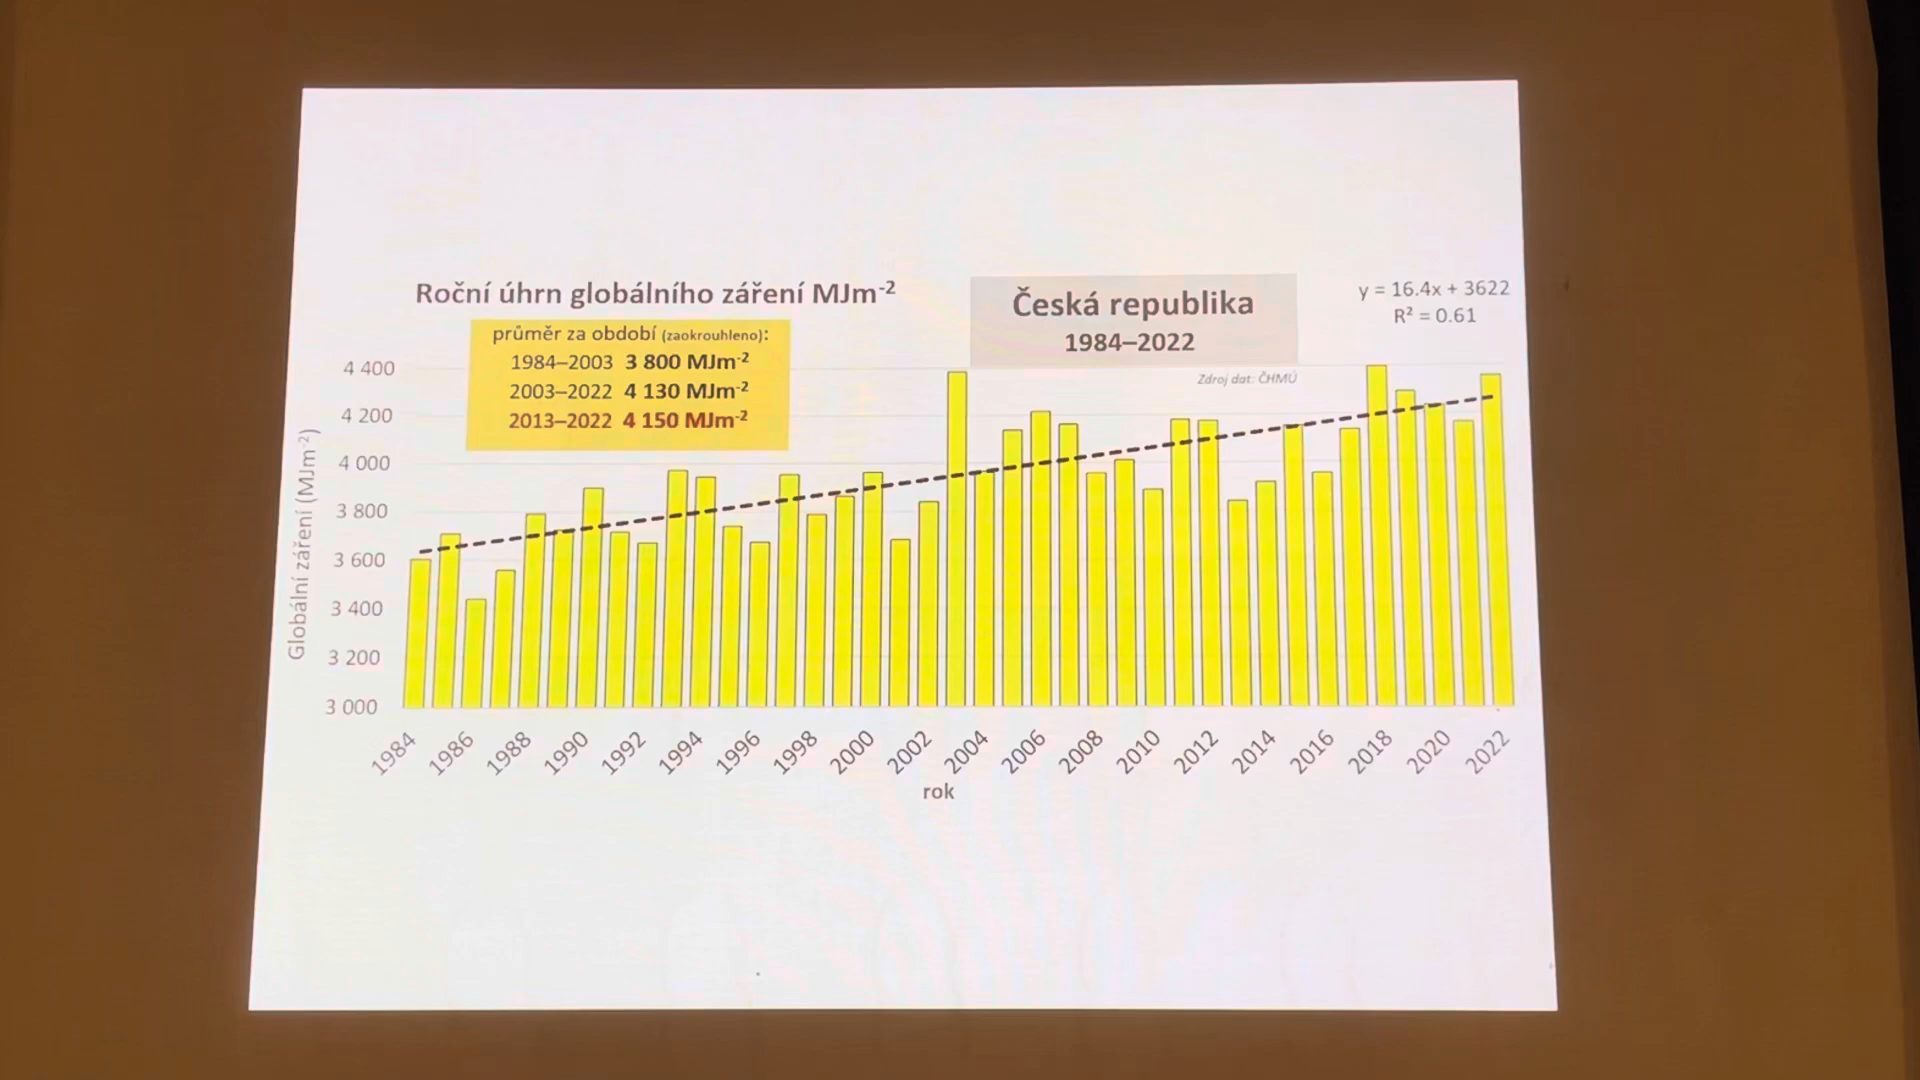 Roční úhrn globálního záření MJm⁻²
průměr za období (zaokrouhleno):
1984–2003 3 800 MJm⁻²
2003–2022 4 130 MJm⁻²
2013–2022 4 150 MJm⁻²
Česká republika
1984–2022
y = 16.4x + 3622
R² = 0.61
Zdroj dat: ČHMÚ
Globální záření (MJm⁻²)
4 400
4 200
4 000
3 800
3 600
3 400
3 200
3 000
1984
1986
1988
1990
1992
1994
1996
1998
2000
2002
2004
2006
2008
2010
2012
2014
2016
2018
2020
2022
rok